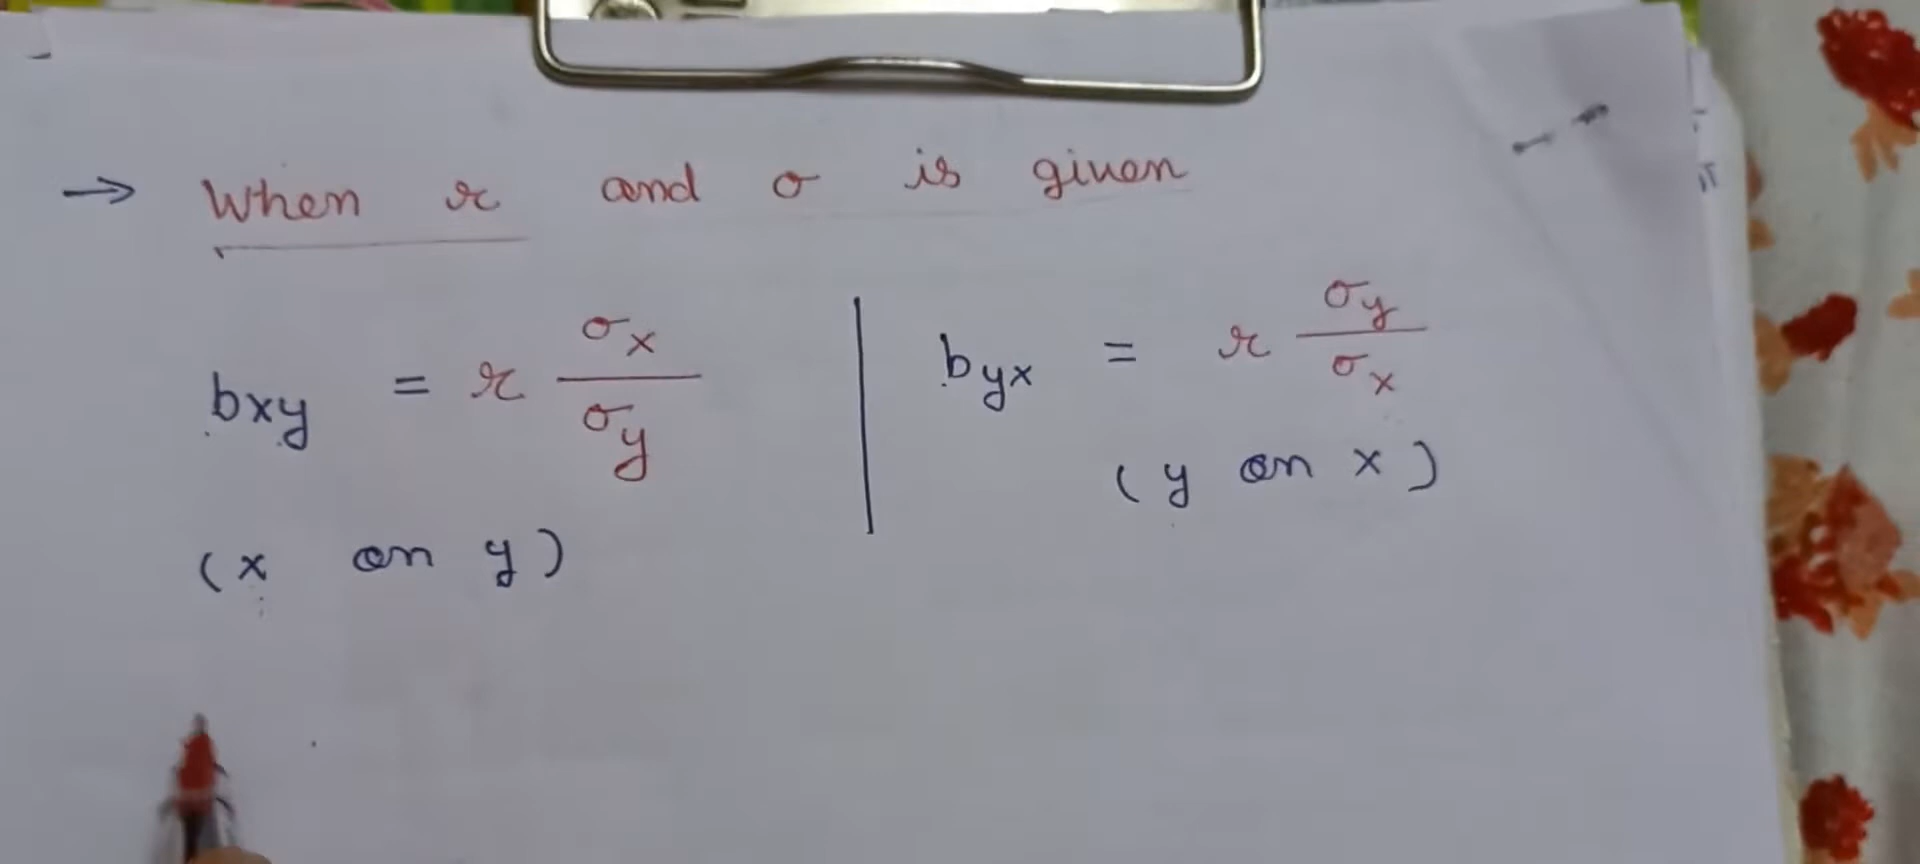 → When r and σ is given
bxy = r σx / σy
(x on y)
byx = r σy / σx
(y on x)